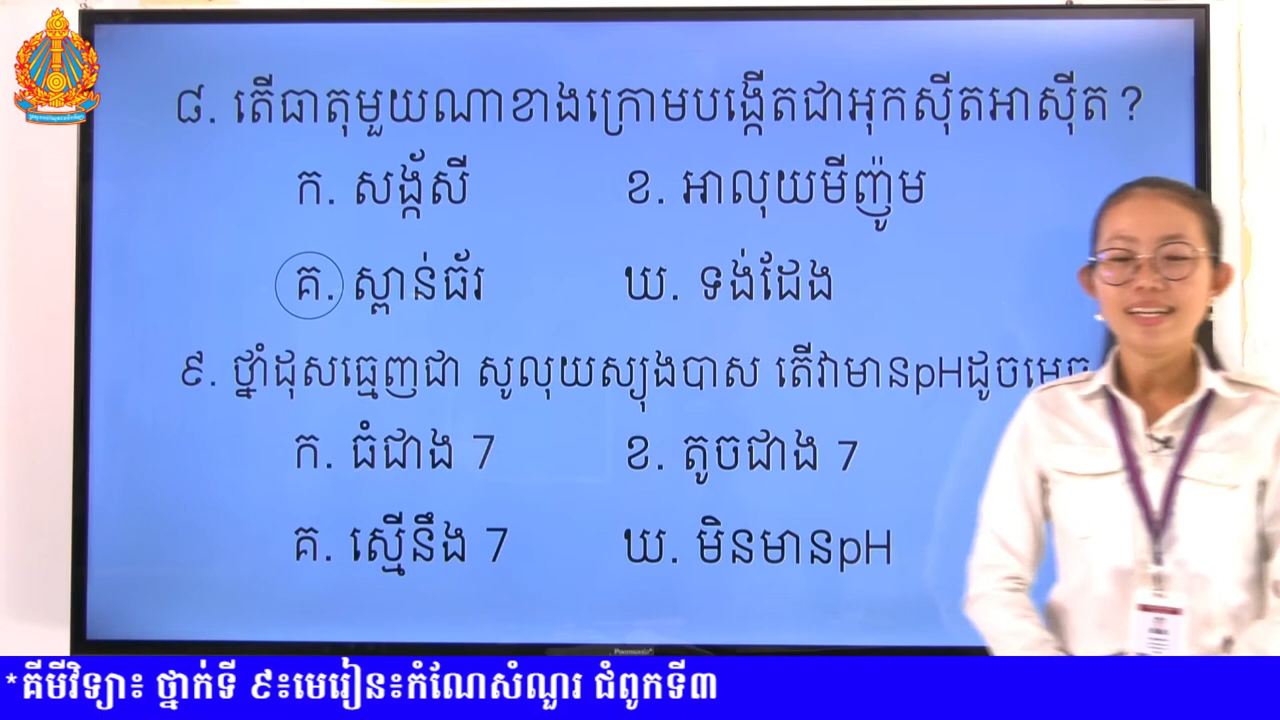 ៨. តើធាតុមួយណាខាងក្រោមបង្កើតជាអុកស៊ីតអាស៊ីត ?
ក. សង្ក័សី ខ. អាលុយមីញ៉ូម
គ. ស្ពាន់ធ័រ ឃ. ទង់ដែង
៩. ថ្នាំដុសធ្មេញជា សូលុយស្យុងបាស តើវាមានpHដូចមេច
ក. ធំជាង 7 ខ. តូចជាង 7
គ. ស្មើនឹង 7 ឃ. មិនមានpH
*គីមីវិទ្យា៖ ថ្នាក់ទី ៩៖មេរៀន៖កំណែសំណួរ ជំពូកទី៣